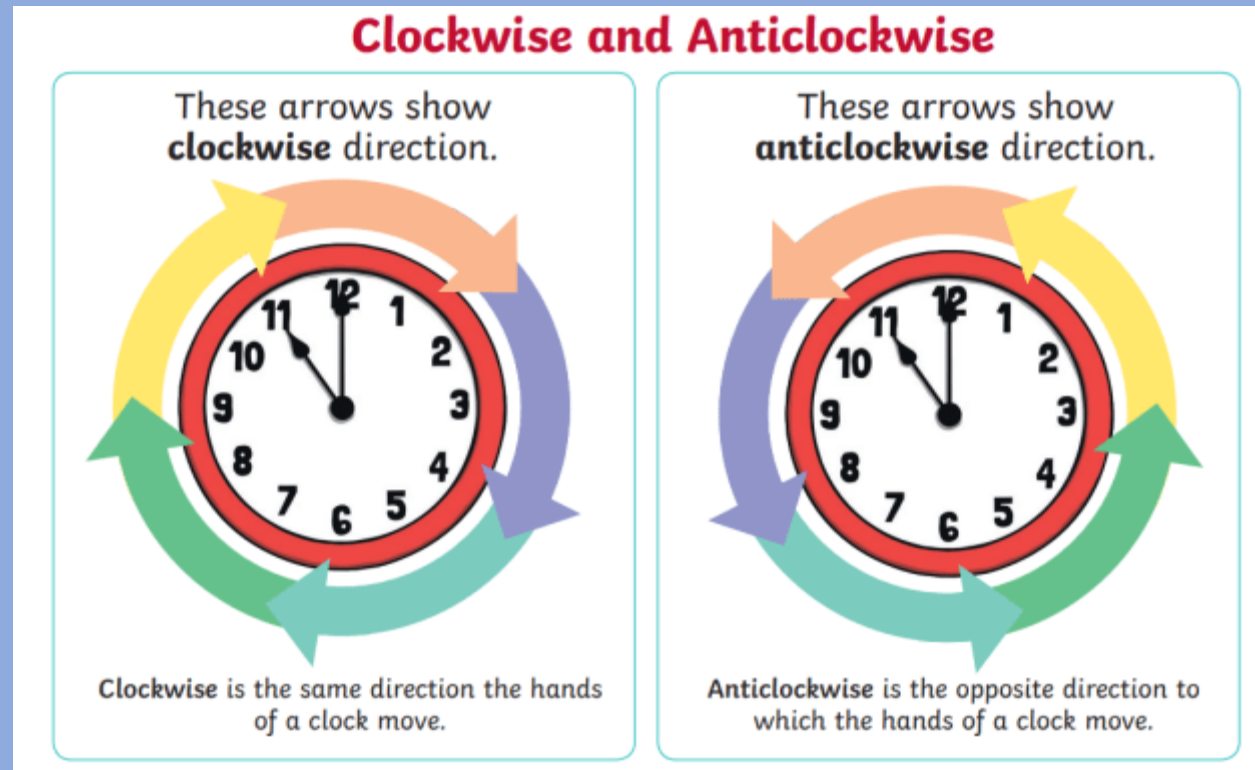 Clockwise and Anticlockwise
These arrows show
clockwise direction.
12
1
2
3
4
5
6
7
8
9
10
11
Clockwise is the same direction the hands
of a clock move.
These arrows show
anticlockwise direction.
12
1
2
3
4
5
6
7
8
9
10
11
Anticlockwise is the opposite direction to
which the hands of a clock move.